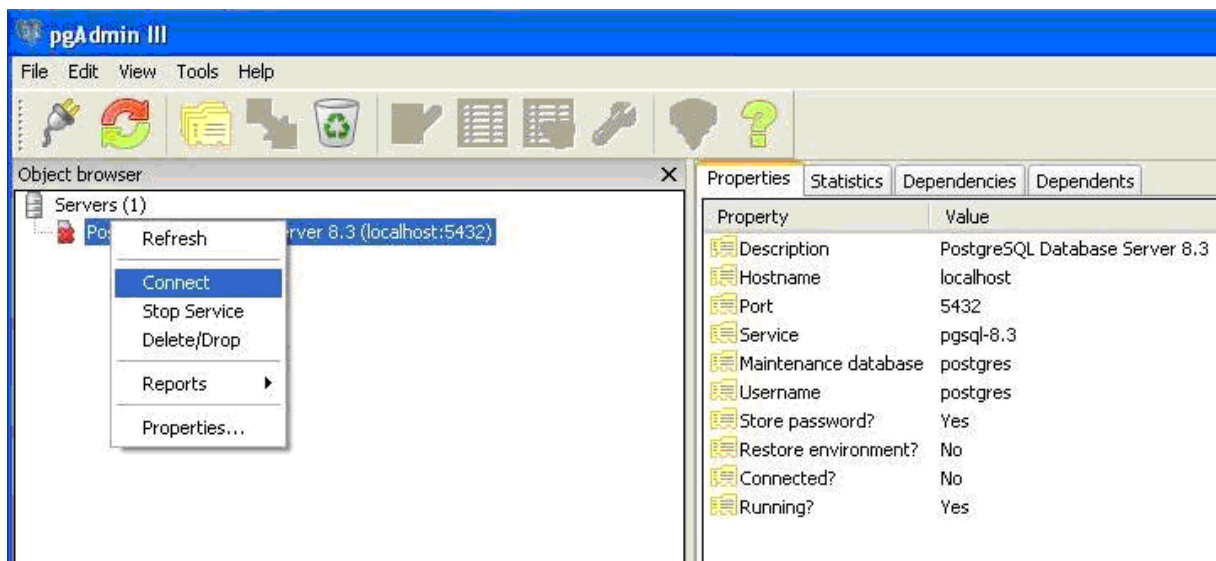 pgAdmin III
File Edit View Tools Help
Object browser
Servers (1)
Po rver 8.3 (localhost:5432)
Refresh
Connect
Stop Service
Delete/Drop
Reports
Properties...
Properties Statistics Dependencies Dependents
Property Value
Description PostgreSQL Database Server 8.3
Hostname localhost
Port 5432
Service pgsql-8.3
Maintenance database postgres
Username postgres
Store password? Yes
Restore environment? No
Connected? No
Running? Yes